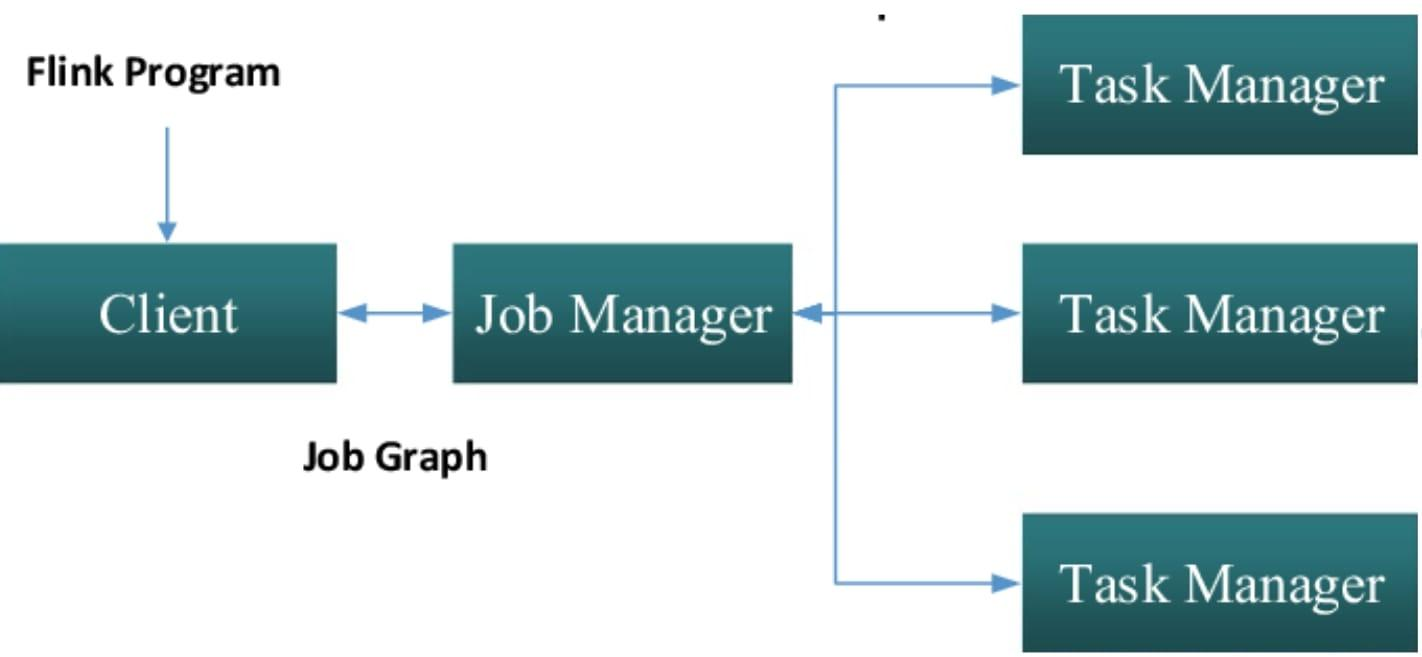 Flink Program
Task Manager
Client
Job Manager
Task Manager
Job Graph
Task Manager